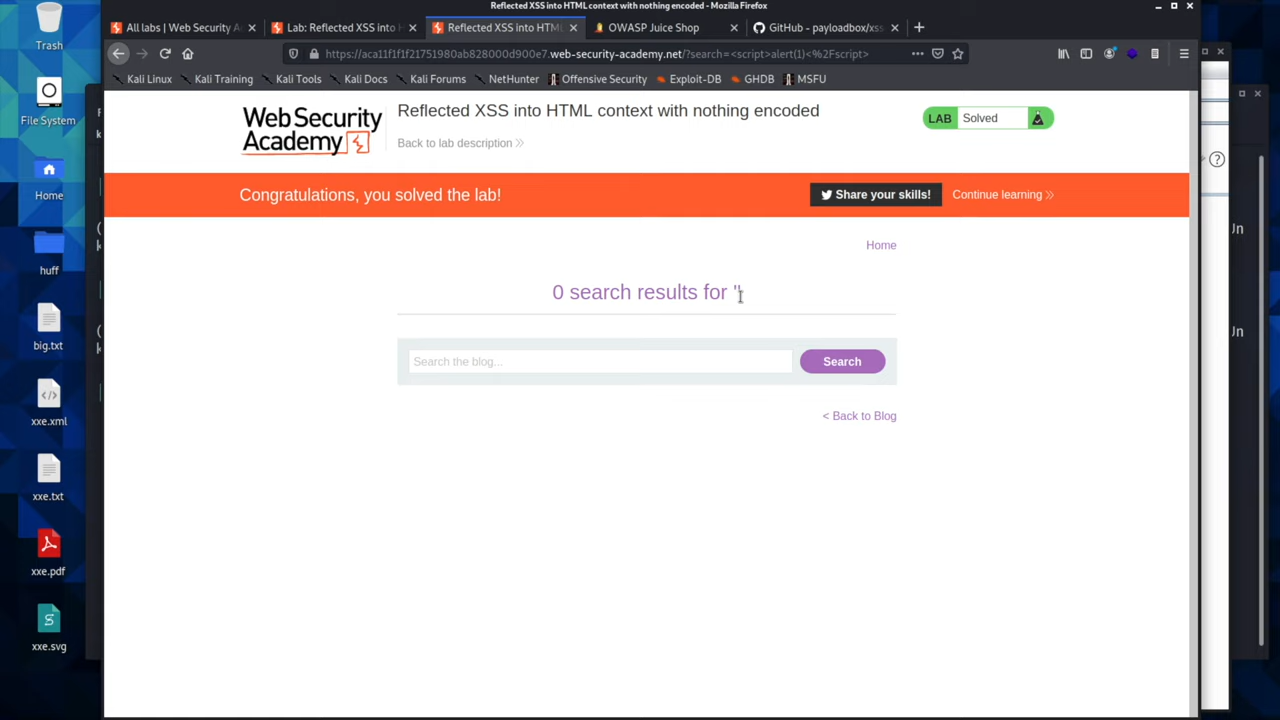 Reflected XSS into HTML context with nothing encoded - Mozilla Firefox
All labs | Web Security Ac
Lab: Reflected XSS into H
Reflected XSS into HTML
OWASP Juice Shop
GitHub - payloadbox/xss
https://aca11f1f1f21751980ab828000d900e7.web-security-academy.net/?search=<script>alert(1)<%2Fscript>
Kali Linux
Kali Training
Kali Tools
Kali Docs
Kali Forums
NetHunter
Offensive Security
Exploit-DB
GHDB
MSFU
Trash
File System
Home
huff
big.txt
xxe.xml
xxe.txt
xxe.pdf
xxe.svg
Web Security
Academy
Reflected XSS into HTML context with nothing encoded
Back to lab description
LAB Solved
Congratulations, you solved the lab!
Share your skills!
Continue learning
Home
0 search results for ''
Search the blog...
Search
< Back to Blog
Un
Un